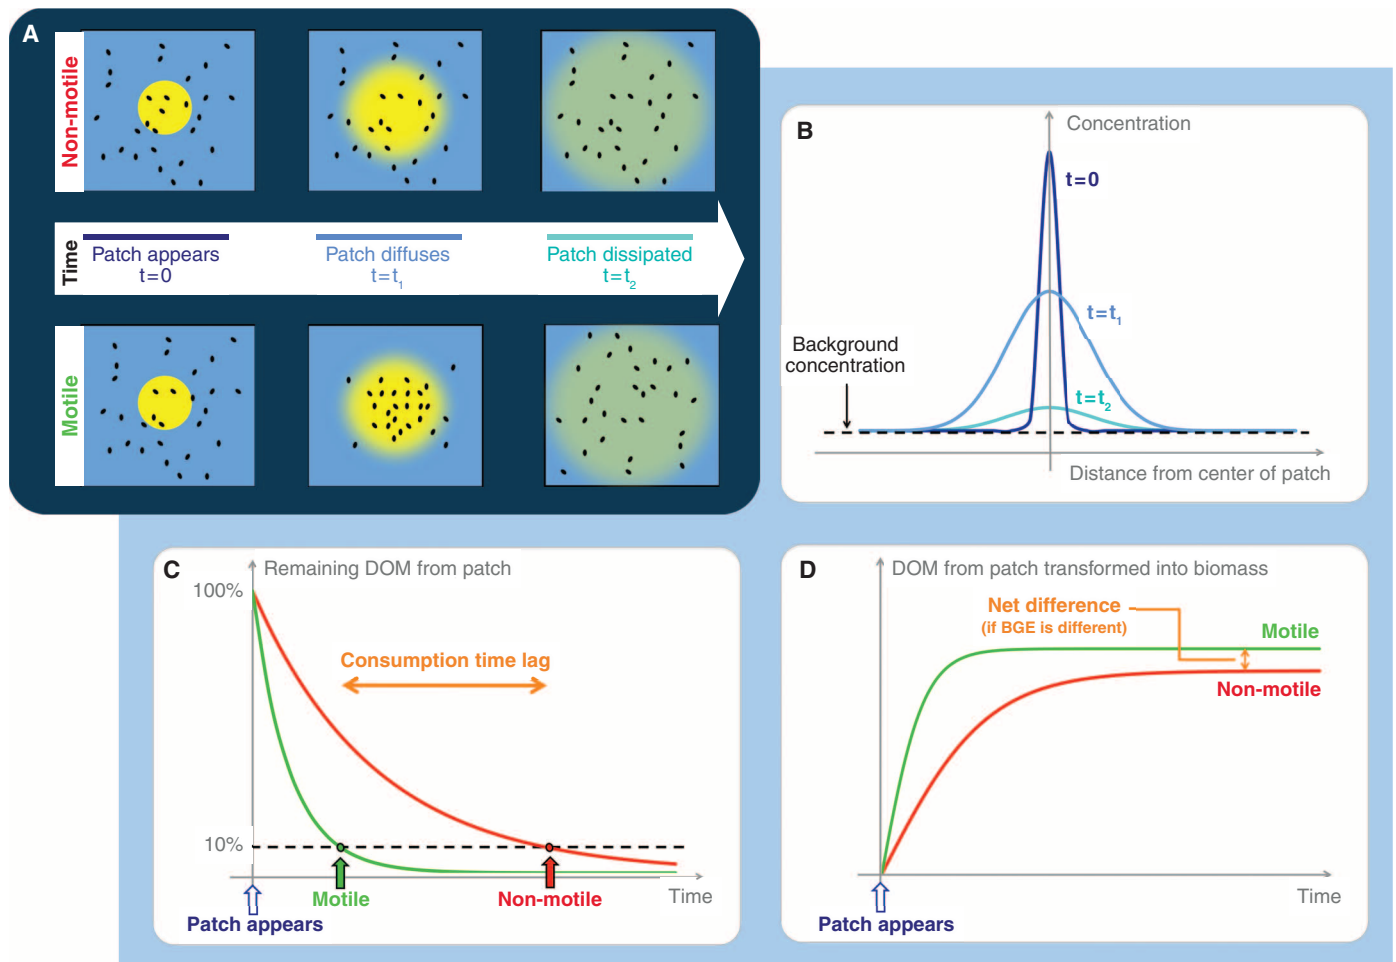 A
Non-motile
Time
Patch appears
t=0
Patch diffuses
t=t1
Patch dissipated
t=t2
Motile
B
Concentration
t=0
t=t1
t=t2
Background
concentration
Distance from center of patch
C
Remaining DOM from patch
100%
Consumption time lag
10%
Time
Motile
Non-motile
Patch appears
D
DOM from patch transformed into biomass
Net difference
(if BGE is different)
Motile
Non-motile
Time
Patch appears